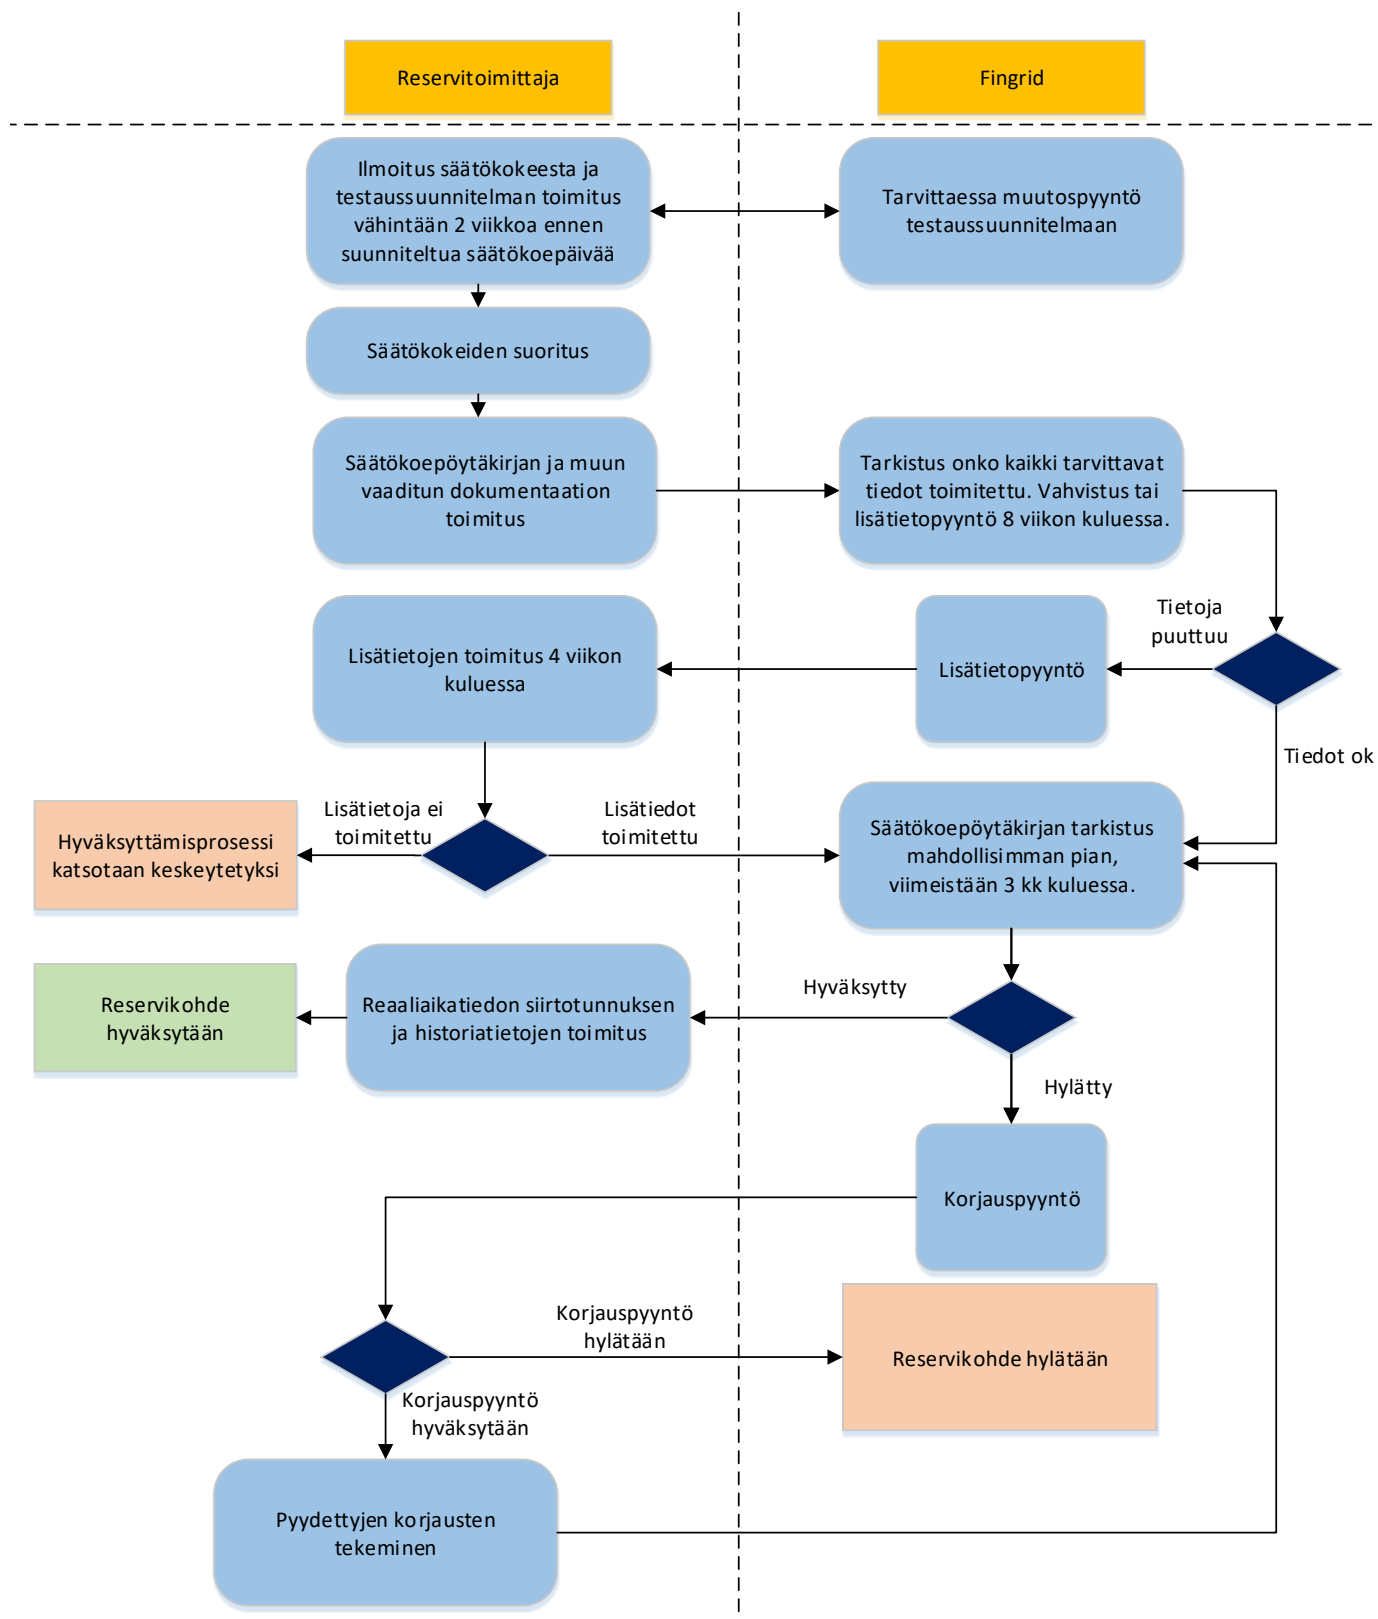 Reservitoimittaja
Fingrid
Ilmoitus säätökokeesta ja
testaussuunnitelman toimitus
vähintään 2 viikkoa ennen
suunniteltua säätökoepäivää
Tarvittaessa muutospyyntö
testaussuunnitelmaan
Säätökokeiden suoritus
Säätökoepöytäkirjan ja muun
vaaditun dokumentaation
toimitus
Tarkistus onko kaikki tarvittavat
tiedot toimitettu. Vahvistus tai
lisätietopyyntö 8 viikon kuluessa.
Tietoja
puuttuu
Lisätietopyyntö
Lisätietojen toimitus 4 viikon
kuluessa
Tiedot ok
Lisätietoja ei
toimitettu
Lisätiedot
toimitettu
Hyväksyttämisprosessi
katsotaan keskeytetyksi
Säätökoepöytäkirjan tarkistus
mahdollisimman pian,
viimeistään 3 kk kuluessa.
Hyväksytty
Reaaliaikatiedon siirtotunnuksen
ja historiatietojen toimitus
Reservikohde
hyväksytään
Hylätty
Korjauspyyntö
Korjauspyyntö
hylätään
Reservikohde hylätään
Korjauspyyntö
hyväksytään
Pyydettyjen korjausten
tekeminen